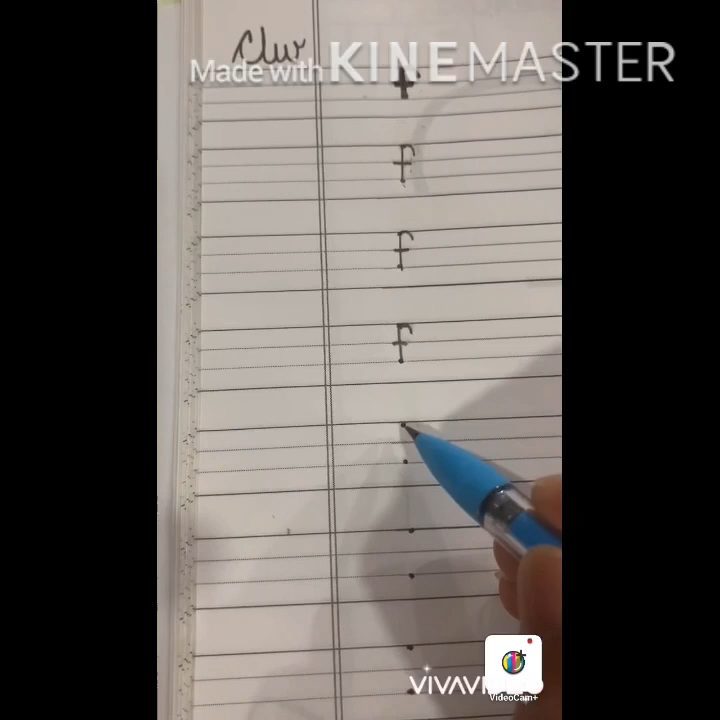 C/w
Made with KINEMASTER
f
f
f
f
VIVAVIDEO
VideoCam+